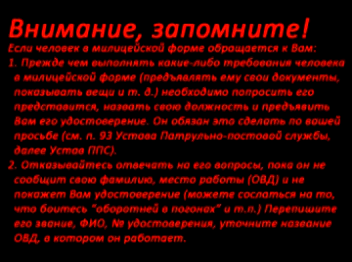 Внимание, запомните!
Если человек в милицейской форме обращается к Вам:
1. Прежде чем выполнять какие-либо требования человека
в милицейской форме (предъявлять ему свои документы,
показывать вещи и т. д.) необходимо попросить его
представится, назвать свою должность и предъявить
Вам его удостоверение. Он обязан это сделать по вашей
просьбе (см. п. 93 Устава Патрульно-постовой службы,
далее Устав ППС).
2. Отказывайтесь отвечать на его вопросы, пока он не
сообщит свою фамилию, место работы (ОВД) и не
покажет Вам удостоверение (можете сослаться на то,
что боитесь "оборотней в погонах" и т.п.) Перепишите
его звание, ФИО, № удостоверения, уточните название
ОВД, в котором он работает.